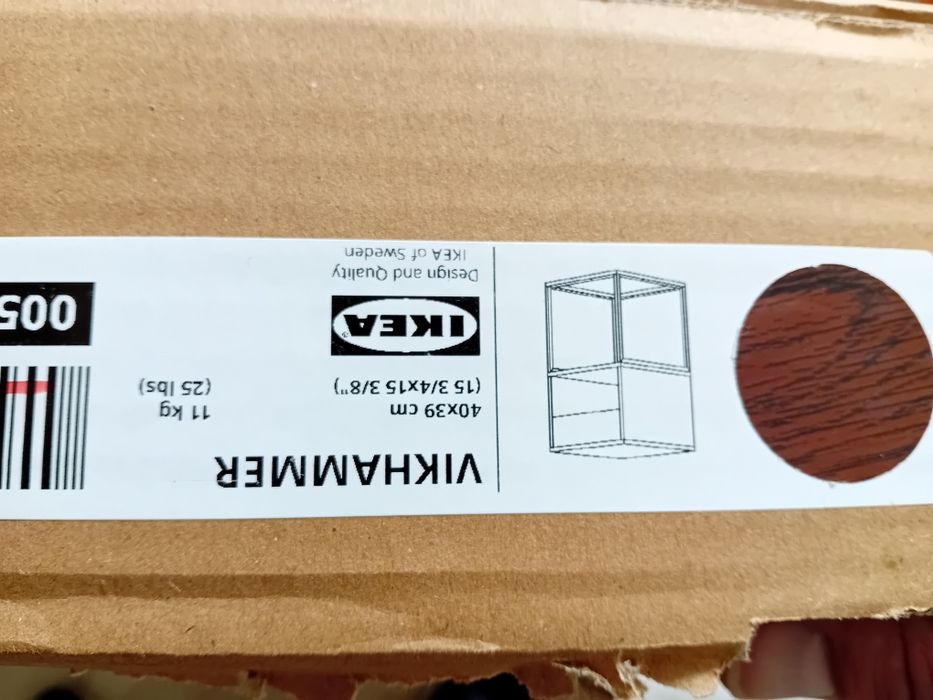 VIKHAMMER
40x39 cm
(15 3/4x15 3/8")
11 kg
(25 lbs)
IKEA®
Design and Quality
IKEA of Sweden